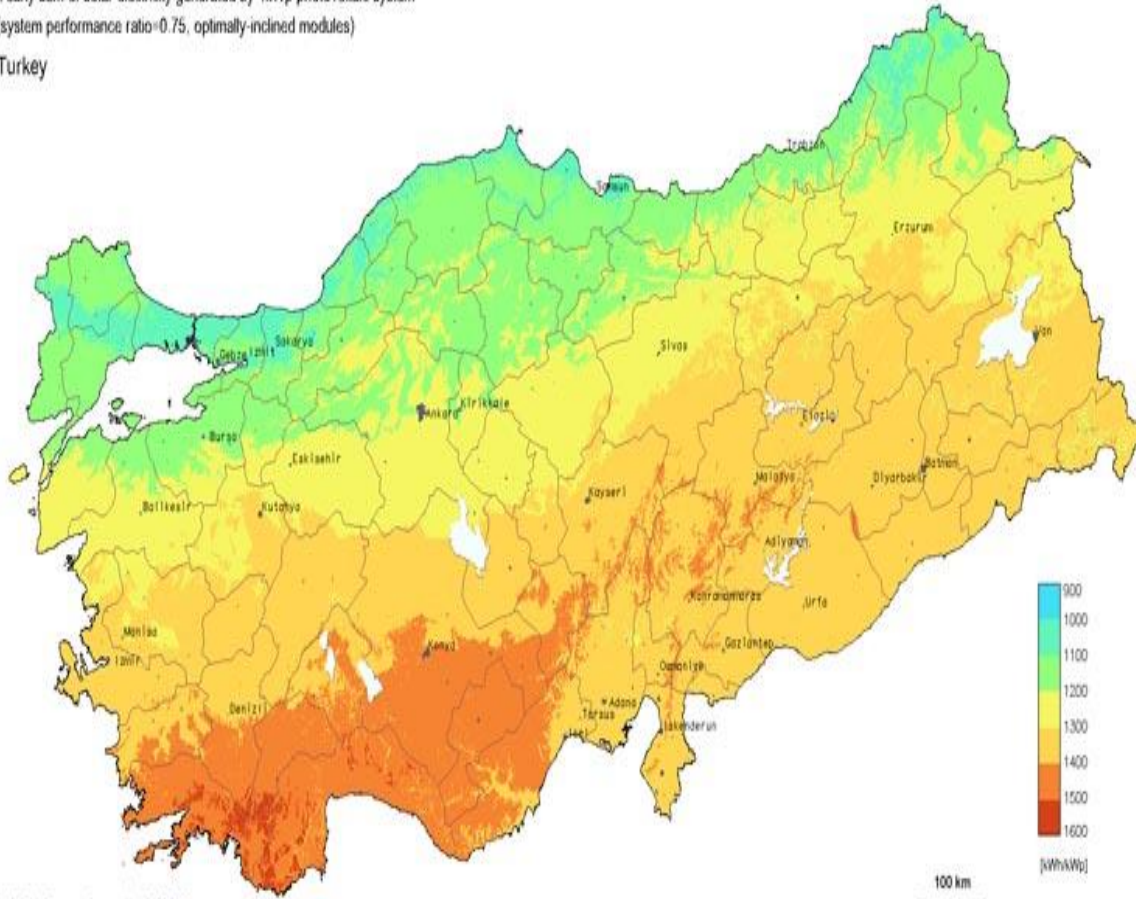 system performance ratio=0.75, optimally-inclined modules)
Turkey
Trabzon
Samsun
Erzurum
Sakarya
Izmit
Gebze
Van
Sivas
Kirikkale
Ankara
Elazig
Bursa
Eskisehir
Batman
Diyarbakir
Malatya
Kayseri
Balikesir
Kutahya
Adiyaman
Kahramanmaras
Urfa
Manisa
Izmir
Konya
Gaziantep
Osmaniye
Denizli
Adana
Tarsus
Icel
Iskenderun
900
1000
1100
1200
1300
1400
1500
1600
[kWh/kWp]
100 km